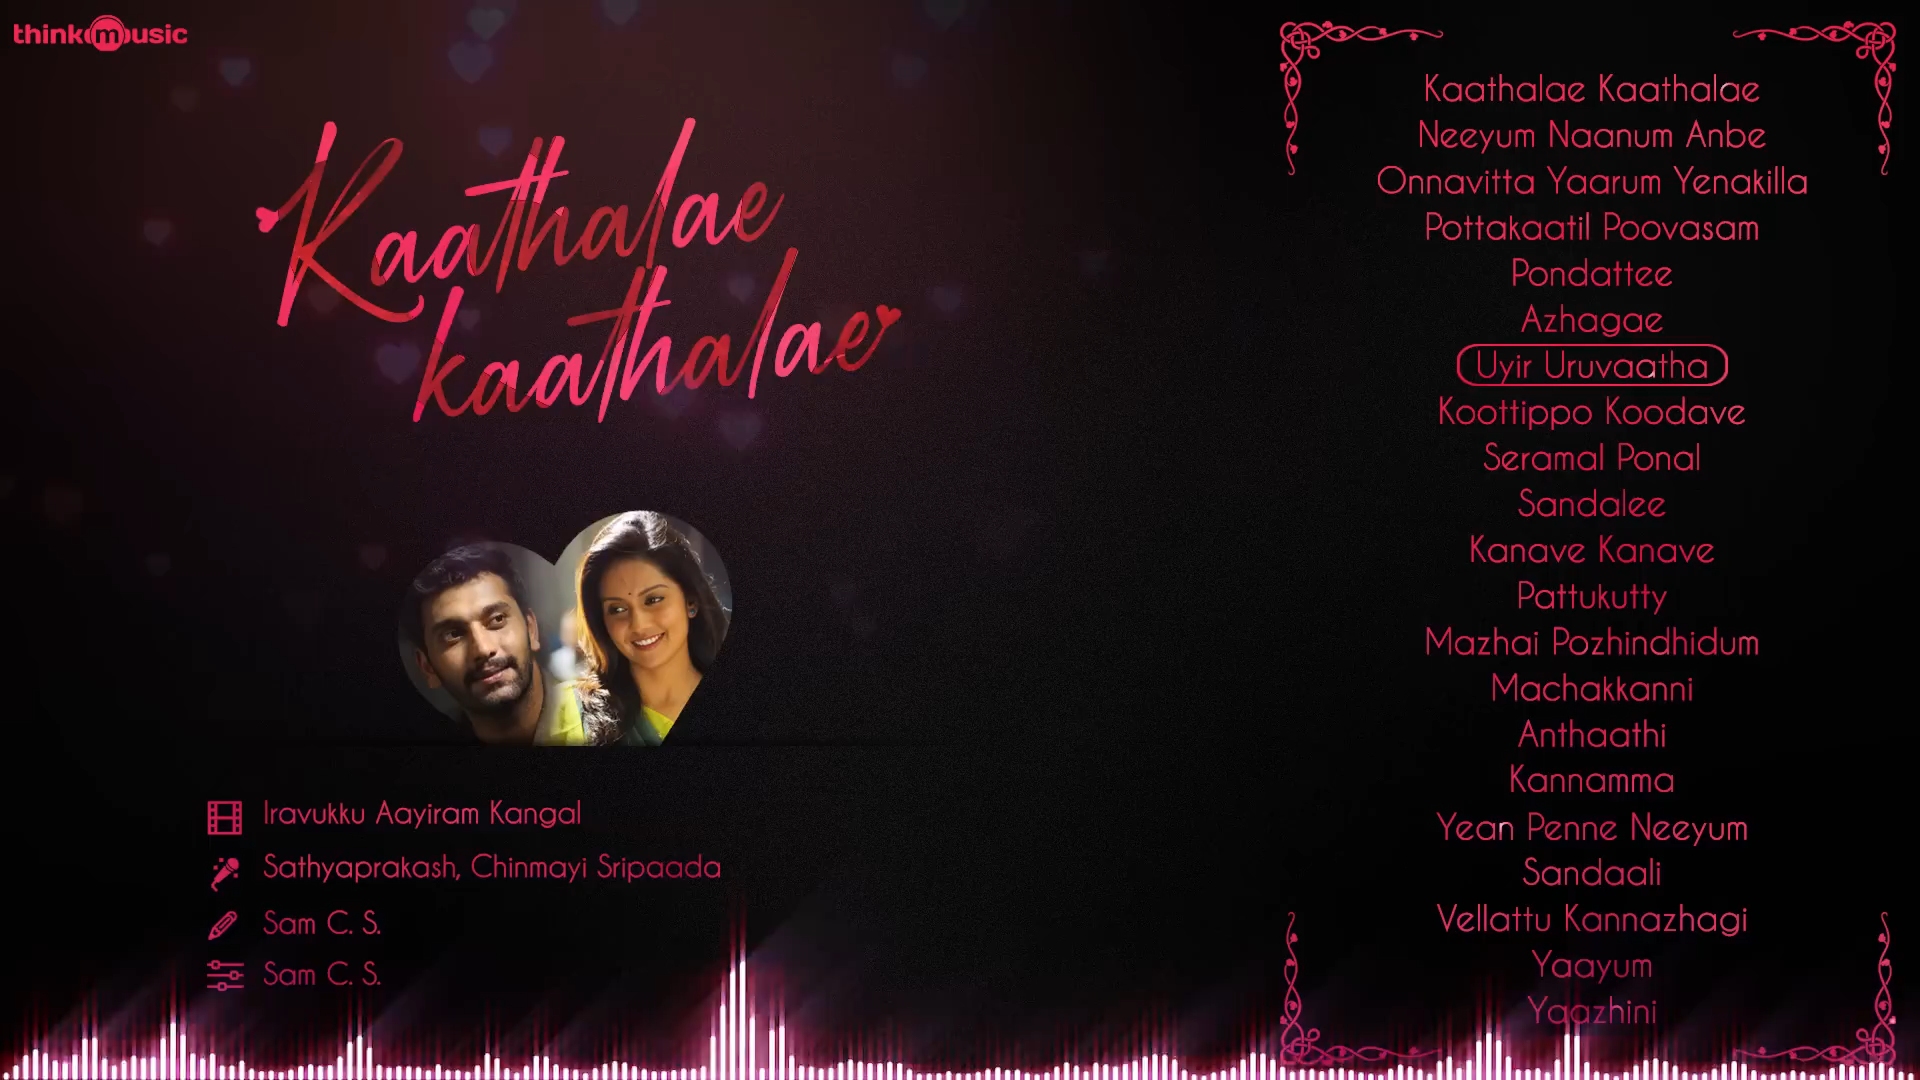 thinkmusic
Kaathalae
kaathalae
Iravukku Aayiram Kangal
Sathyaprakash, Chinmayi Sripaada
Sam C. S.
Sam C. S.
Kaathalae Kaathalae
Neeyum Naanum Anbe
Onnavitta Yaarum Yenakilla
Pottakaatil Poovasam
Pondattee
Azhagae
Uyir Uruvaatha
Koottippo Koodave
Seramal Ponal
Sandalee
Kanave Kanave
Pattukutty
Mazhai Pozhindhidum
Machakkanni
Anthaathi
Kannamma
Yean Penne Neeyum
Sandaali
Vellattu Kannazhagi
Yaayum
Yaazhini